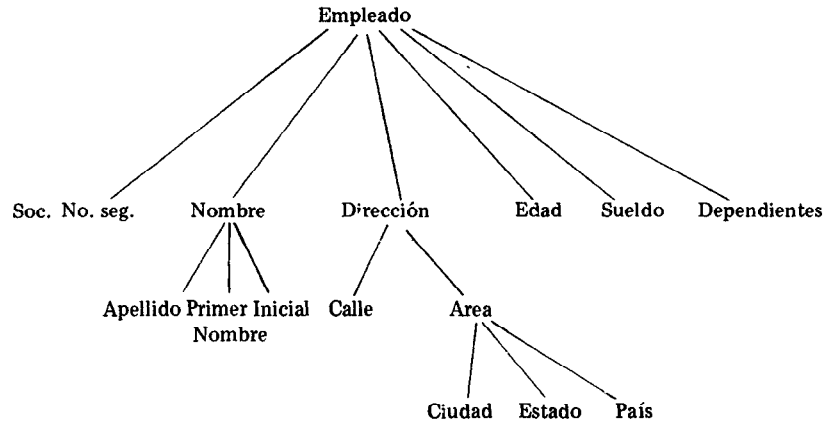 Empleado
Soc. No. seg. Nombre Dirección Edad Sueldo Dependientes
Apellido Primer Inicial Calle Area
Nombre
Ciudad Estado País